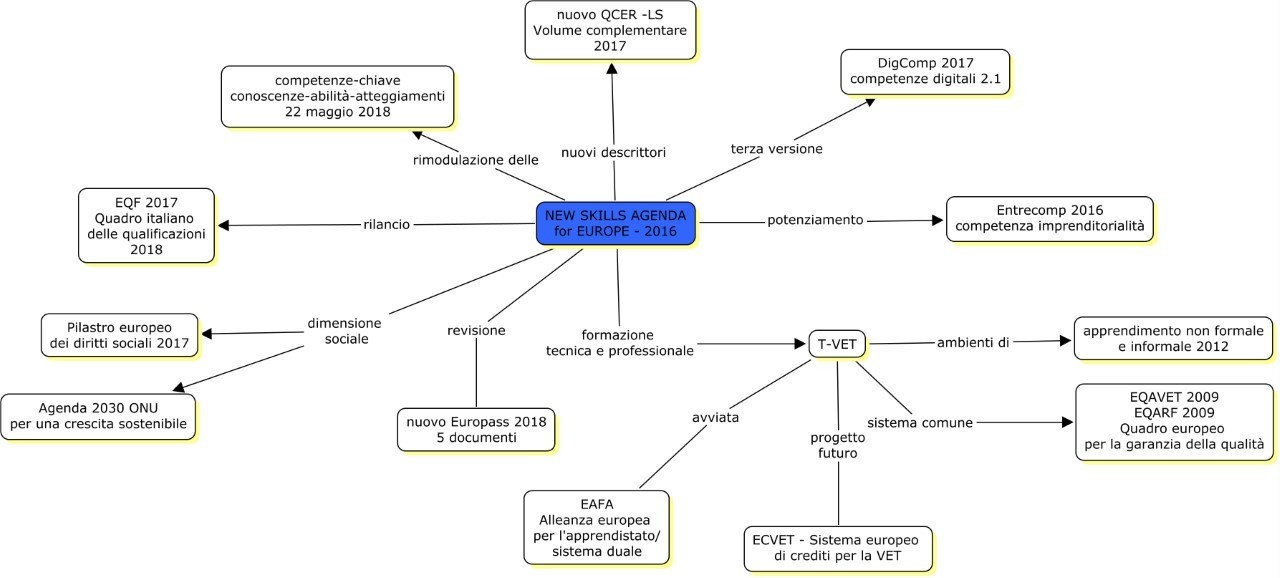 nuovo QCER -LS
Volume complementare
2017
DigComp 2017
competenze digitali 2.1
competenze-chiave
conoscenze-abilità-atteggiamenti
22 maggio 2018
nuovi descrittori
terza versione
rimodulazione delle
EQF 2017
Quadro italiano
delle qualificazioni
2018
rilancio
NEW SKILLS AGENDA
for EUROPE - 2016
potenziamento
Entrecomp 2016
competenza imprenditorialità
Pilastro europeo
dei diritti sociali 2017
dimensione
sociale
revisione
formazione
tecnica e professionale
T-VET
ambienti di
apprendimento non formale
e informale 2012
Agenda 2030 ONU
per una crescita sostenibile
nuovo Europass 2018
5 documenti
avviata
progetto
futuro
sistema comune
EQAVET 2009
EQARF 2009
Quadro europeo
per la garanzia della qualità
EAFA
Alleanza europea
per l'apprendistato/
sistema duale
ECVET - Sistema europeo
di crediti per la VET